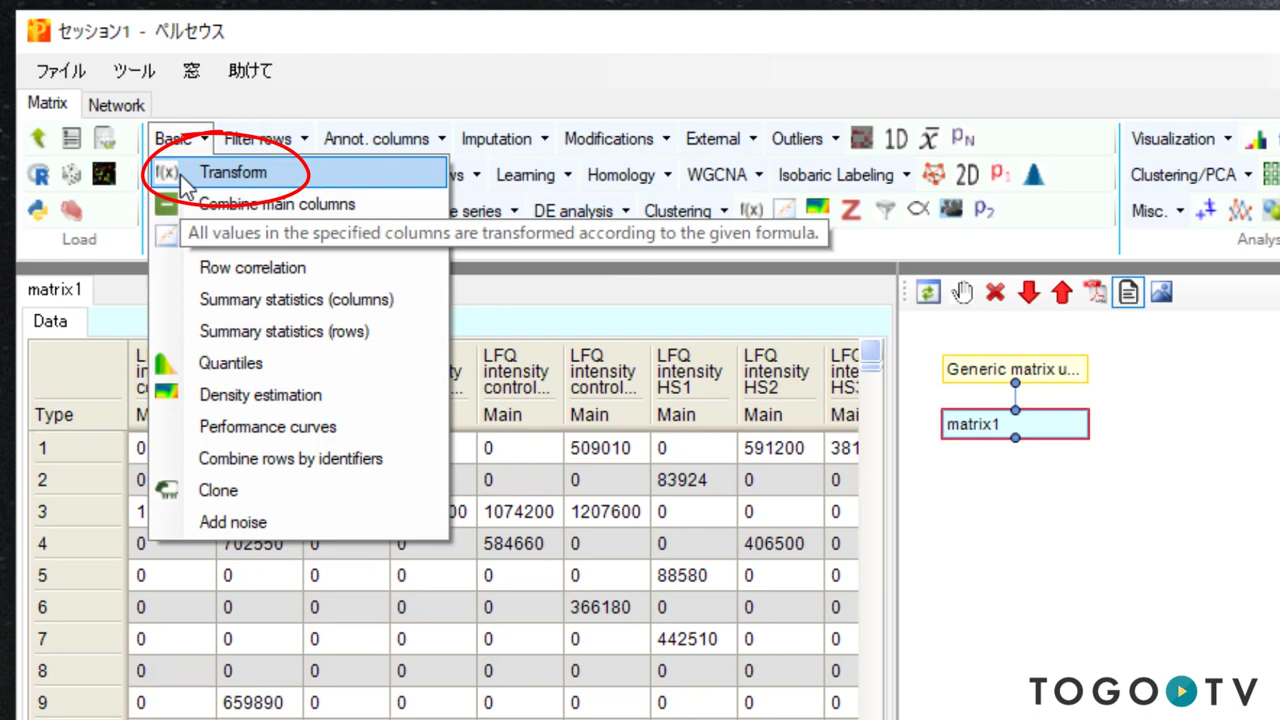 セッション1 - ペルセウス
ファイル ツール 窓 助けて
Matrix Network
Basic Filter rows Annot. columns Imputation Modifications External Outliers 1D x̄ pN Visualization
f(x) Transform Learning Homology WGCNA Isobaric Labeling 2D p1 Clustering/PCA
Combine main columns e series DE analysis Clustering f(x) Z p2 Misc.
All values in the specified columns are transformed according to the given formula.
Load
Row correlation
Summary statistics (columns)
Summary statistics (rows)
Quantiles
Density estimation
Performance curves
Combine rows by identifiers
Clone
Add noise
matrix1
Data
LFQ intensity control... LFQ intensity control... LFQ intensity HS1 LFQ intensity HS2
Type Main Main Main Main
1 0 0 509010 0 591200 381
2 0 0 0 83924 0 0
3 1 00 1074200 1207600 0 0 0
4 0 702550 0 0 584660 0 0 406500 0
5 0 0 0 0 0 0 88580 0 0
6 0 0 0 0 0 366180 0 0 0
7 0 0 0 0 0 0 442510 0 0
8 0 0 0 0 0 0 0 0 0
9 0 659890 0 0 0 0 0 0 0
Generic matrix u...
matrix1
TOGO TV